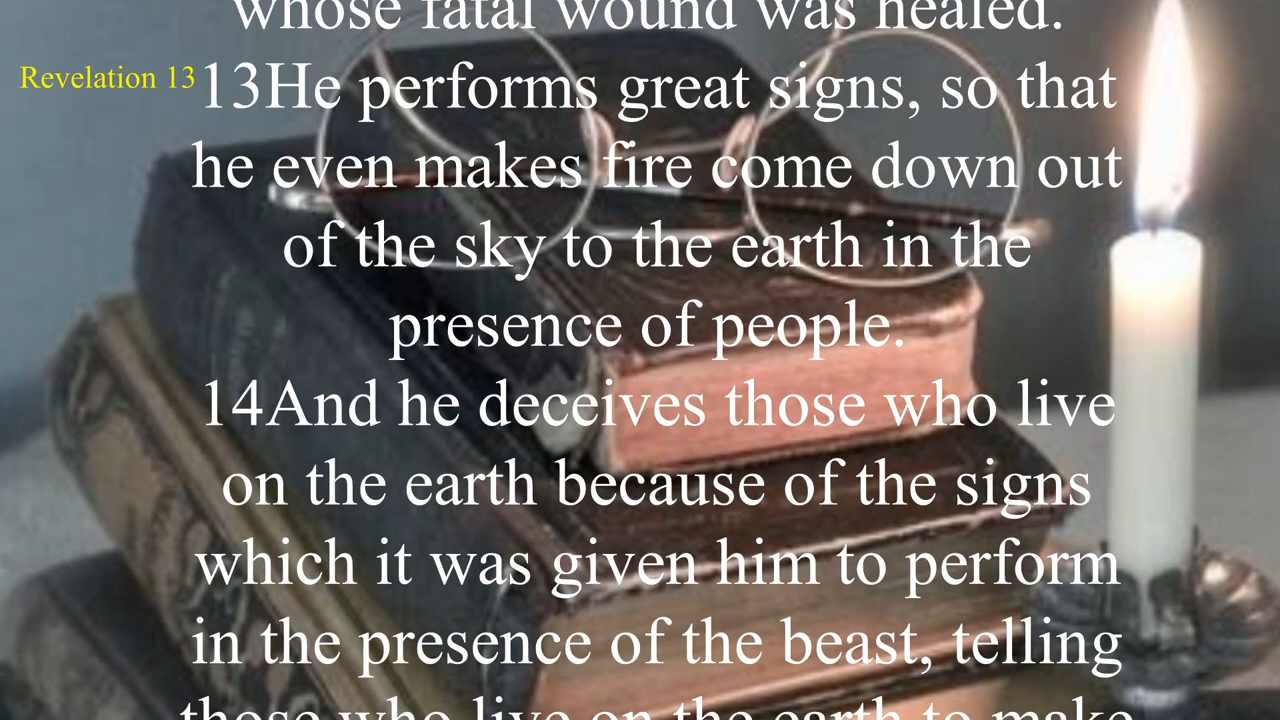 whose fatal wound was healed.
Revelation 13
13He performs great signs, so that
he even makes fire come down out
of the sky to the earth in the
presence of people.
14And he deceives those who live
on the earth because of the signs
which it was given him to perform
in the presence of the beast, telling
those who live on the earth to make